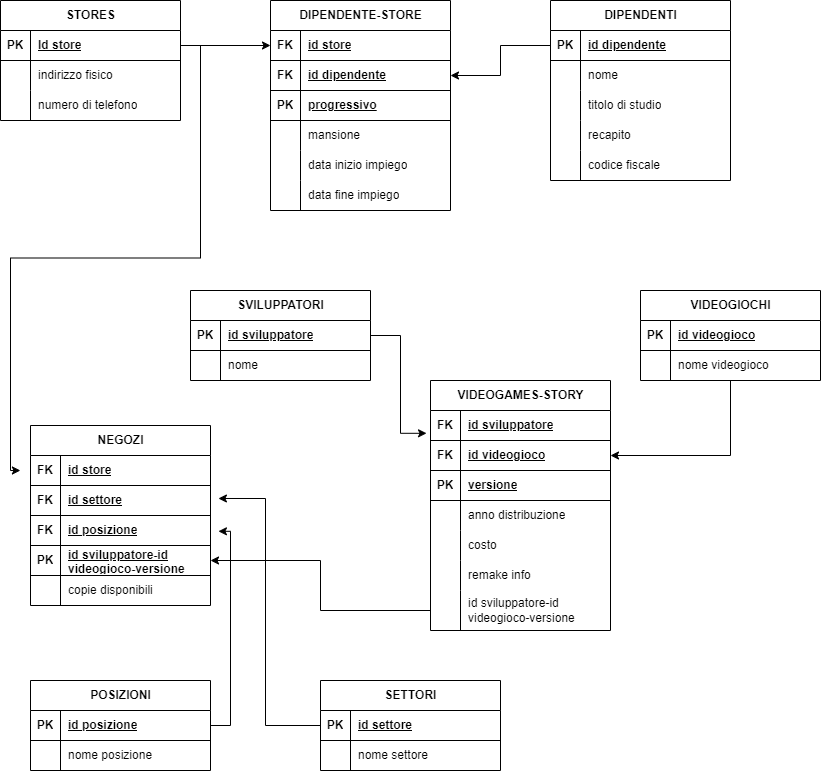 STORES
PK Id store
indirizzo fisico
numero di telefono
DIPENDENTE-STORE
FK id store
FK id dipendente
PK progressivo
mansione
data inizio impiego
data fine impiego
DIPENDENTI
PK id dipendente
nome
titolo di studio
recapito
codice fiscale
SVILUPPATORI
PK id sviluppatore
nome
VIDEOGIOCHI
PK id videogioco
nome videogioco
VIDEOGAMES-STORY
FK id sviluppatore
FK id videogioco
PK versione
anno distribuzione
costo
remake info
id sviluppatore-id
videogioco-versione
NEGOZI
FK id store
FK id settore
FK id posizione
PK id sviluppatore-id
videogioco-versione
copie disponibili
POSIZIONI
PK id posizione
nome posizione
SETTORI
PK id settore
nome settore